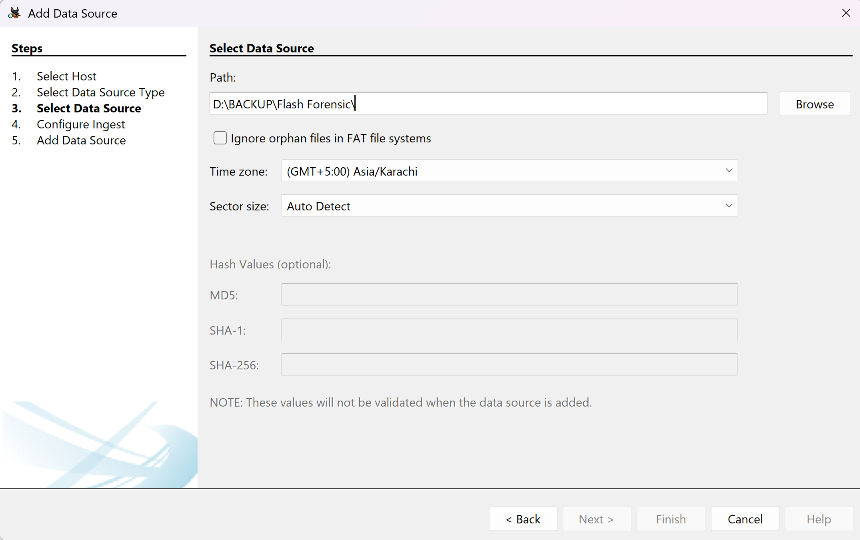 Add Data Source
Steps
1. Select Host
2. Select Data Source Type
3. Select Data Source
4. Configure Ingest
5. Add Data Source
Select Data Source
Path:
D:\BACKUP\Flash Forensic\
Browse
Ignore orphan files in FAT file systems
Time zone: (GMT+5:00) Asia/Karachi
Sector size: Auto Detect
Hash Values (optional):
MD5:
SHA-1:
SHA-256:
NOTE: These values will not be validated when the data source is added.
< Back Next > Finish Cancel Help